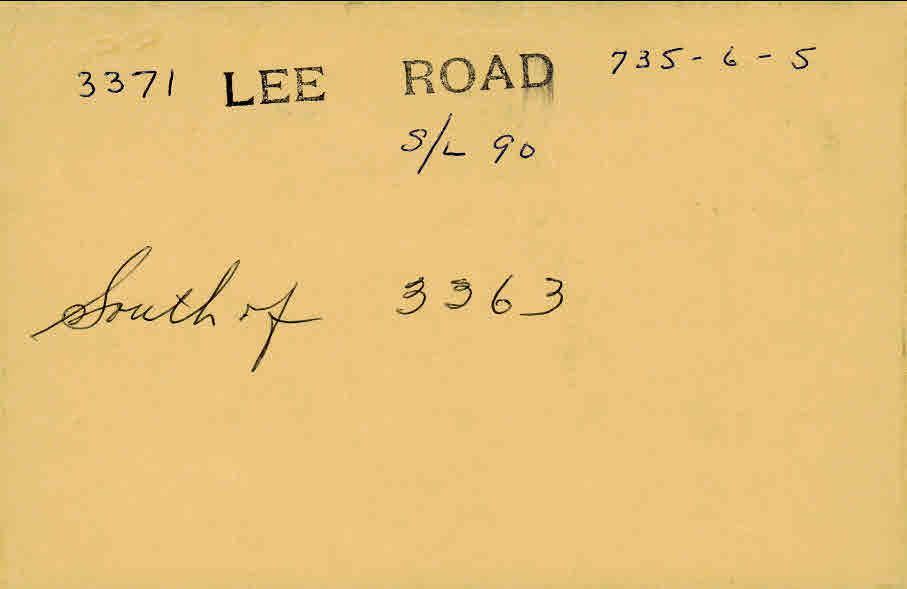 3371 LEE ROAD 735-6-5
S/L 90
South of 3363